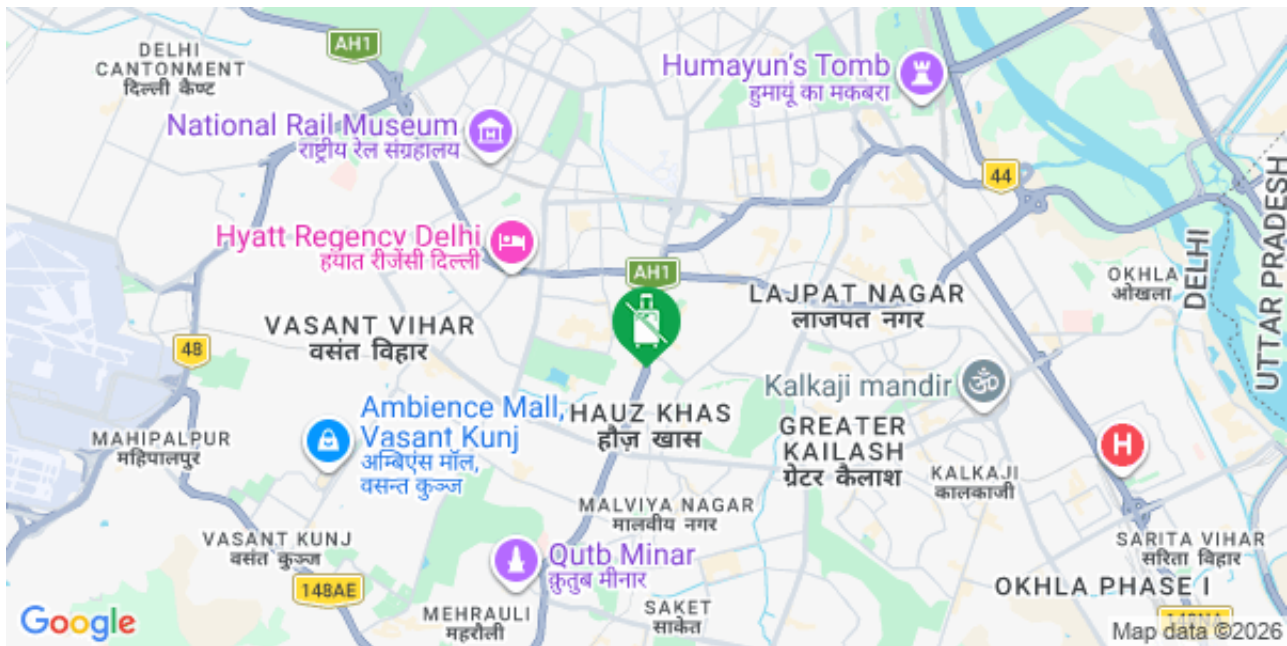 AH1
DELHI
CANTONMENT
दिल्ली कैण्ट
Humayun's Tomb
हुमायूं का मकबरा
National Rail Museum
राष्ट्रीय रेल संग्रहालय
44
Hyatt Regency Delhi
हयात रीजेंसी दिल्ली
AH1
DELHI
UTTAR PRADESH
OKHLA
ओखला
LAJPAT NAGAR
लाजपत नगर
VASANT VIHAR
वसंत विहार
48
Kalkaji mandir
ॐ
Ambience Mall,
Vasant Kunj
अम्बिएंस मॉल,
वसन्त कुञ्ज
HAUZ KHAS
हौज़ खास
GREATER
KAILASH
ग्रेटर कैलाश
H
MAHIPALPUR
महिपालपुर
KALKAJI
कालकाजी
MALVIYA NAGAR
मालवीय नगर
VASANT KUNJ
वसंत कुञ्ज
SARITA VIHAR
सरिता विहार
Qutb Minar
क़ुतुब मीनार
148AE
OKHLA PHASE I
MEHRAULI
महरौली
SAKET
साकेत
Google
Map data ©2026